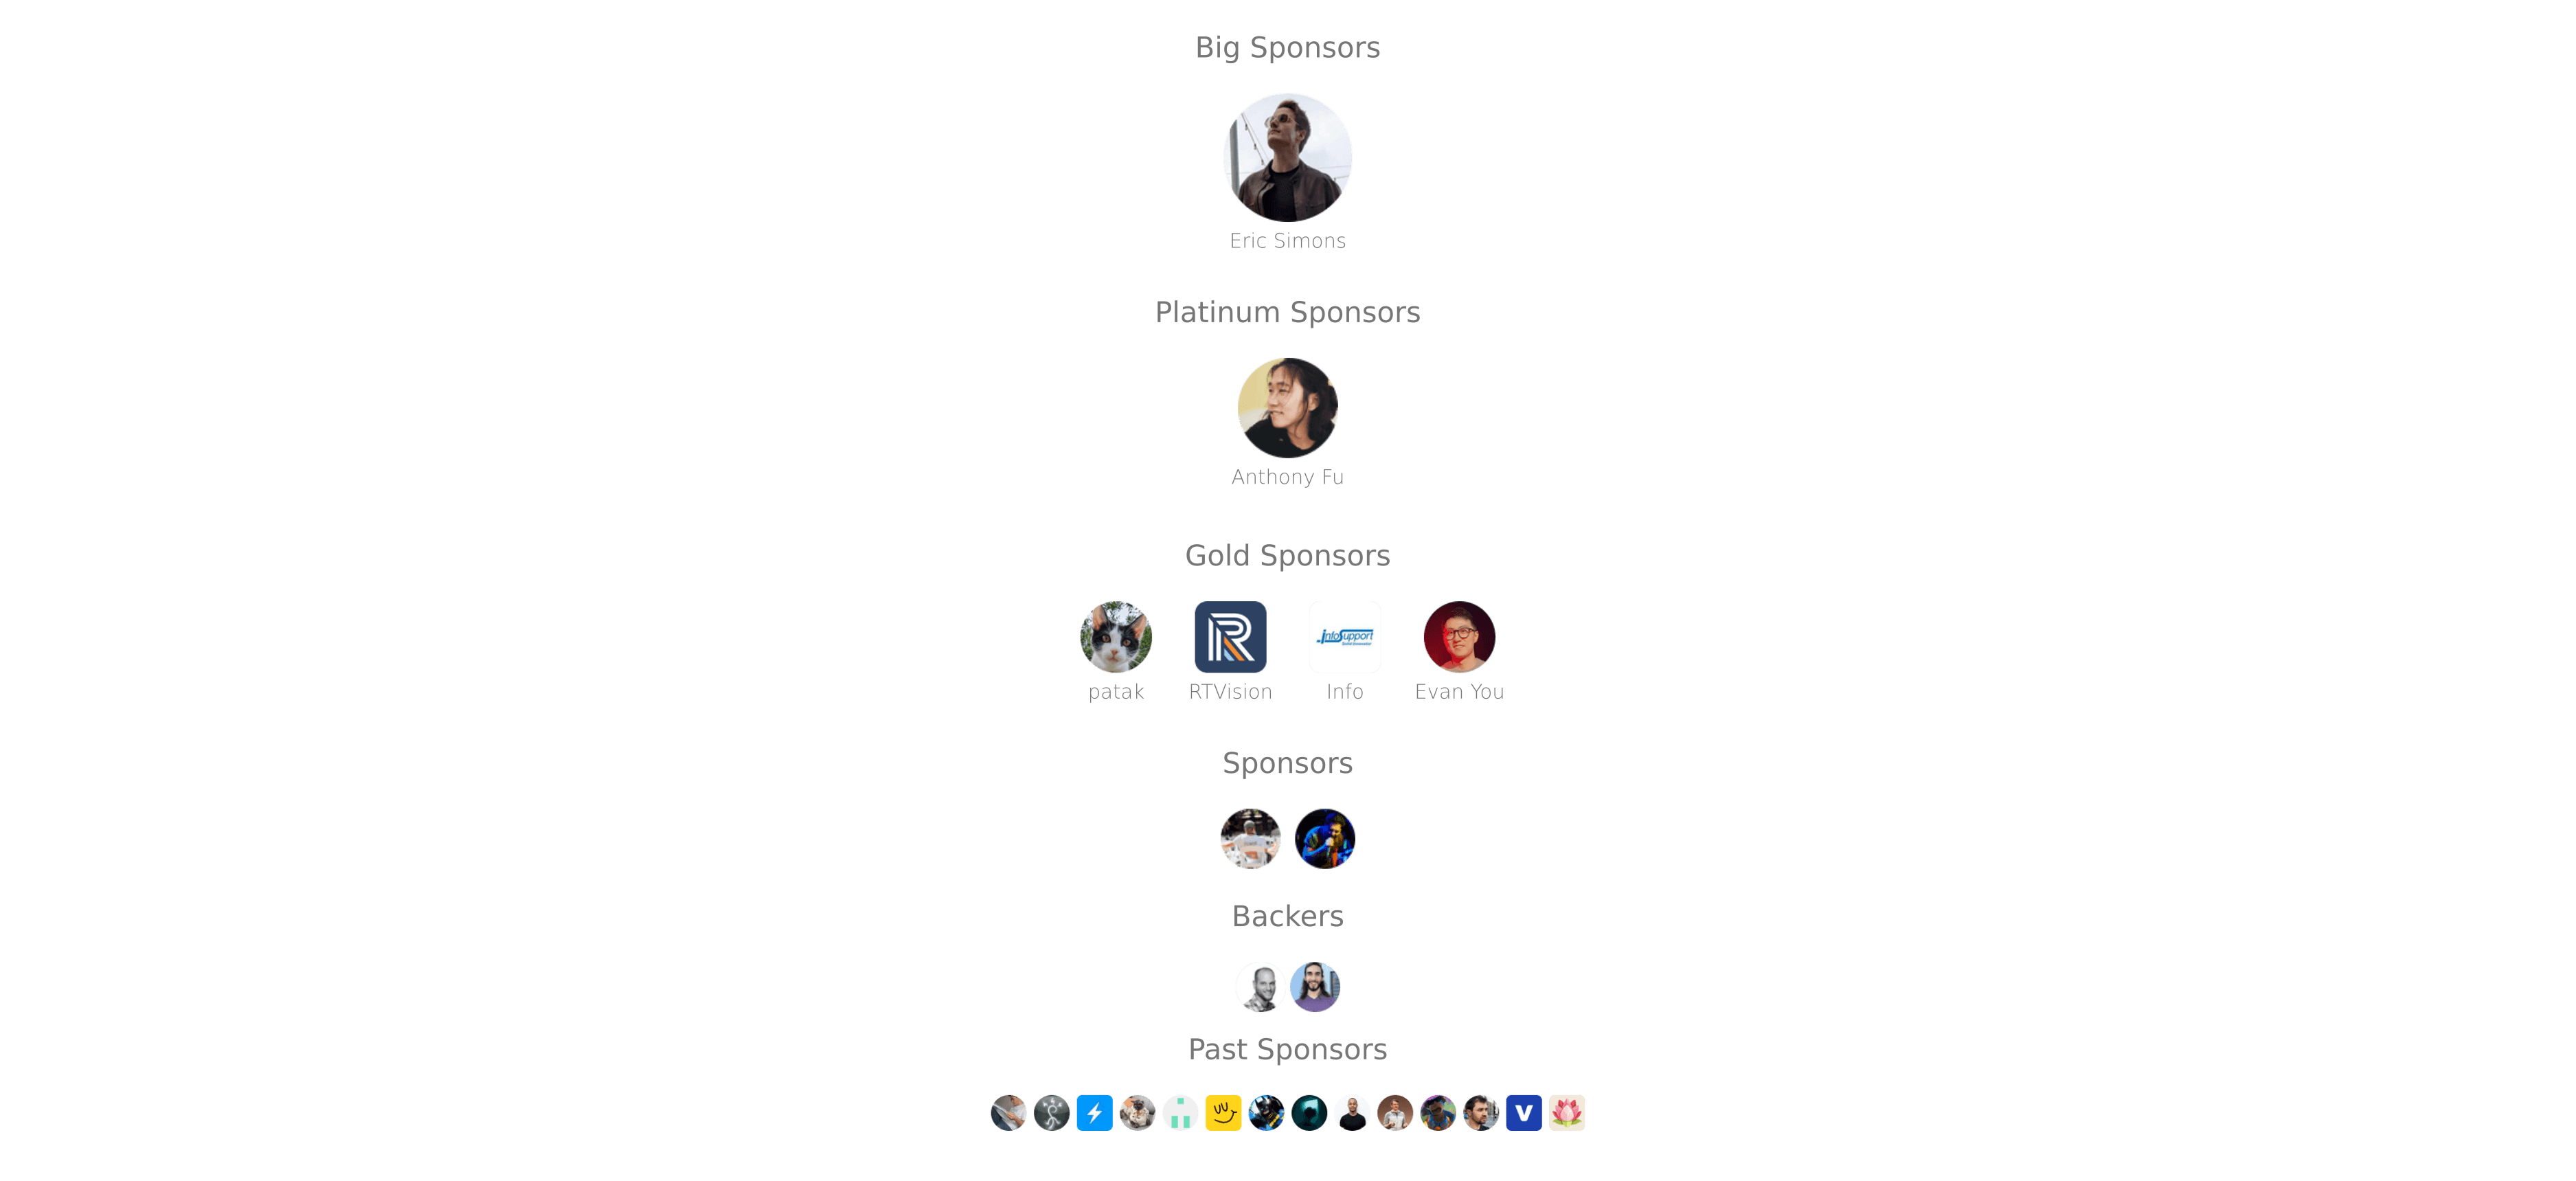 Big Sponsors
Eric Simons
Platinum Sponsors
Anthony Fu
Gold Sponsors
InfoSupport
patak RTVision Info Evan You
Sponsors
Backers
Past Sponsors
V